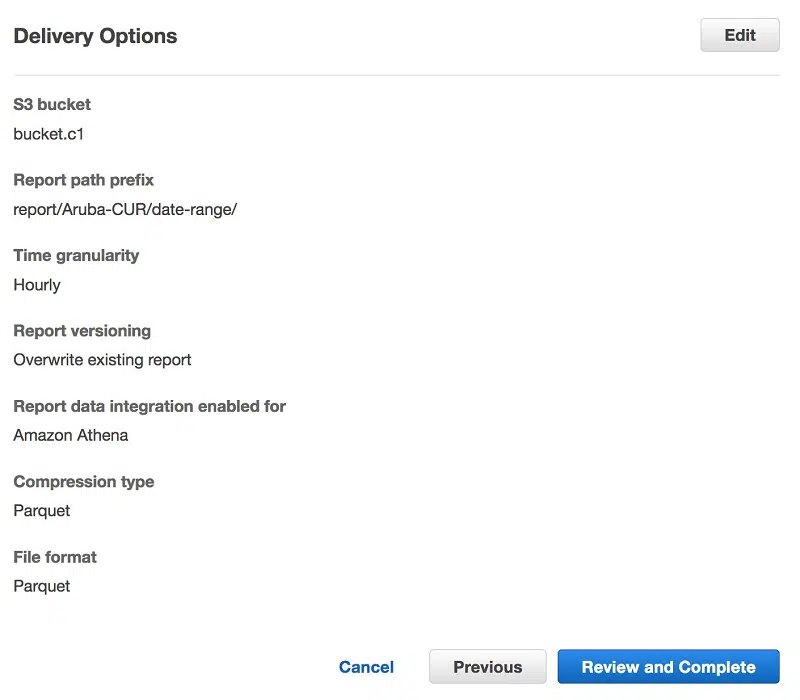 Delivery Options
Edit
S3 bucket
bucket.c1
Report path prefix
report/Aruba-CUR/date-range/
Time granularity
Hourly
Report versioning
Overwrite existing report
Report data integration enabled for
Amazon Athena
Compression type
Parquet
File format
Parquet
Cancel
Previous
Review and Complete